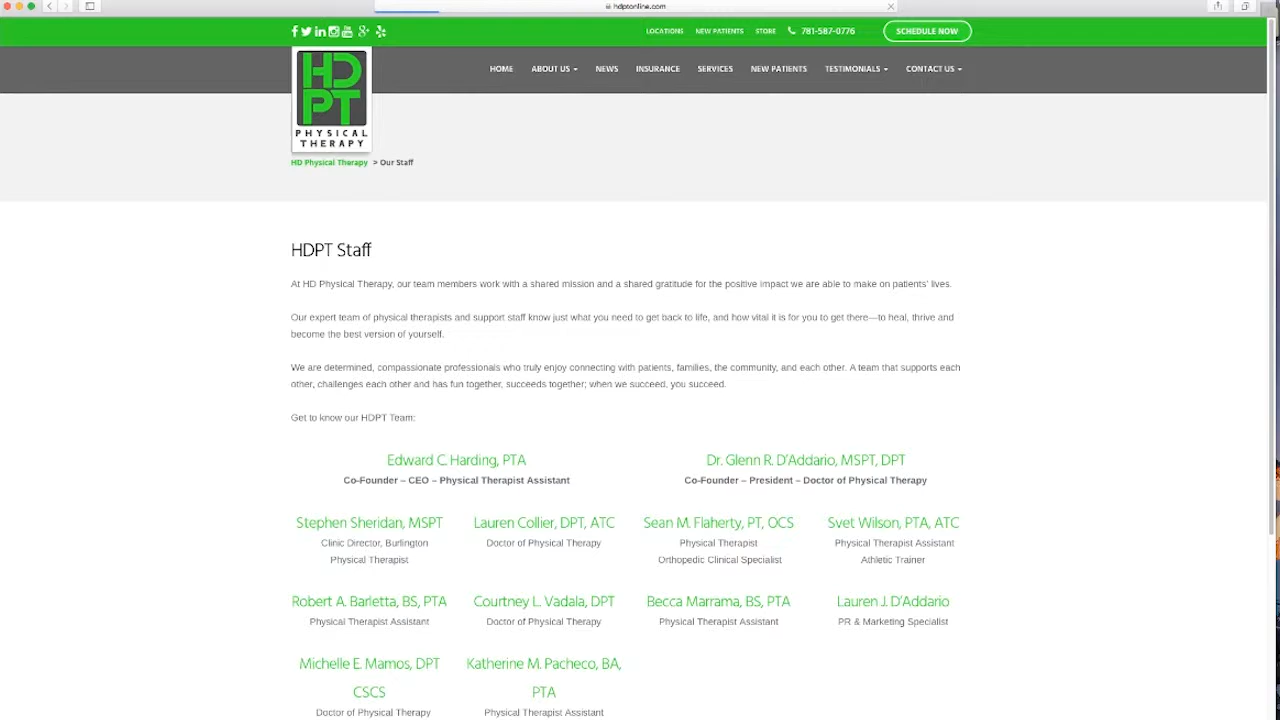 hdptonline.com
LOCATIONS NEW PATIENTS STORE 781-587-0776 SCHEDULE NOW
HD
PT
PHYSICAL
THERAPY
HOME ABOUT US NEWS INSURANCE SERVICES NEW PATIENTS TESTIMONIALS CONTACT US
HD Physical Therapy > Our Staff
HDPT Staff
At HD Physical Therapy, our team members work with a shared mission and a shared gratitude for the positive impact we are able to make on patients' lives.
Our expert team of physical therapists and support staff know just what you need to get back to life, and how vital it is for you to get there—to heal, thrive and
become the best version of yourself.
We are determined, compassionate professionals who truly enjoy connecting with patients, families, the community, and each other. A team that supports each
other, challenges each other and has fun together, succeeds together; when we succeed, you succeed.
Get to know our HDPT Team:
Edward C. Harding, PTA Dr. Glenn R. D'Addario, MSPT, DPT
Co-Founder – CEO – Physical Therapist Assistant Co-Founder – President – Doctor of Physical Therapy
Stephen Sheridan, MSPT Lauren Collier, DPT, ATC Sean M. Flaherty, PT, OCS Svet Wilson, PTA, ATC
Clinic Director, Burlington Doctor of Physical Therapy Physical Therapist Physical Therapist Assistant
Physical Therapist Orthopedic Clinical Specialist Athletic Trainer
Robert A. Barletta, BS, PTA Courtney L. Vadala, DPT Becca Marrama, BS, PTA Lauren J. D'Addario
Physical Therapist Assistant Doctor of Physical Therapy Physical Therapist Assistant PR & Marketing Specialist
Michelle E. Mamos, DPT Katherine M. Pacheco, BA,
CSCS PTA
Doctor of Physical Therapy Physical Therapist Assistant